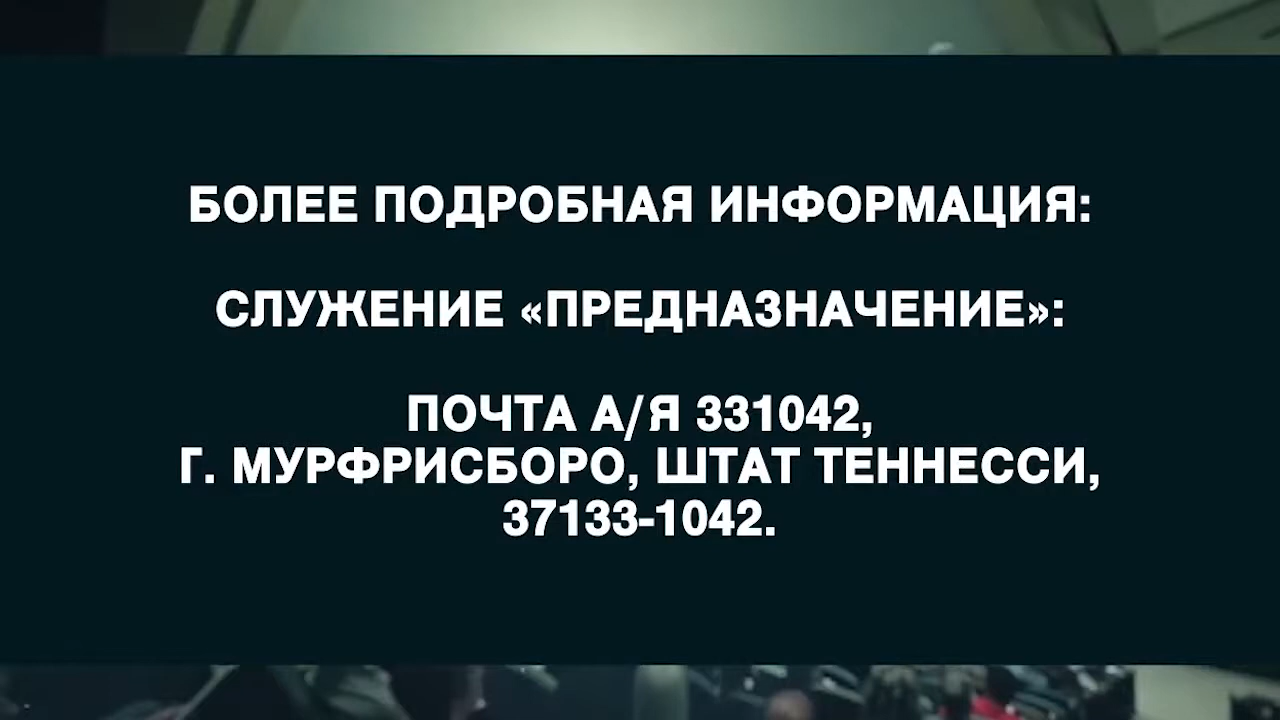 БОЛЕЕ ПОДРОБНАЯ ИНФОРМАЦИЯ:
СЛУЖЕНИЕ «ПРЕДНАЗНАЧЕНИЕ»:
ПОЧТА А/Я 331042,
Г. МУРФРИСБОРО, ШТАТ ТЕННЕССИ,
37133-1042.